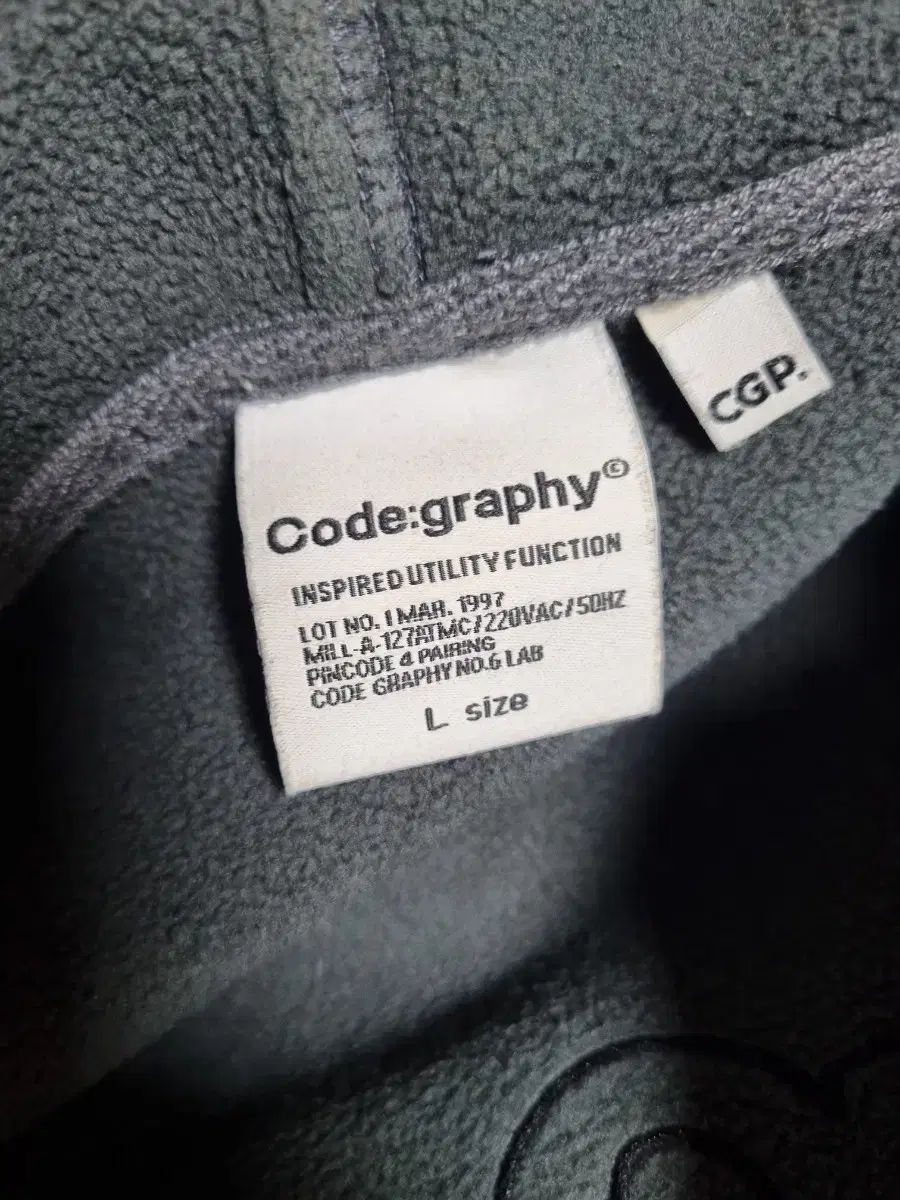 Code:graphy©
INSPIRED UTILITY FUNCTION
LOT NO. 1 MAR. 1997
MILL-A-127ATMC/220VAC/50HZ
PINCODE 4 PAIRING
CODE GRAPHY NO.6 LAB
L size
CGP.